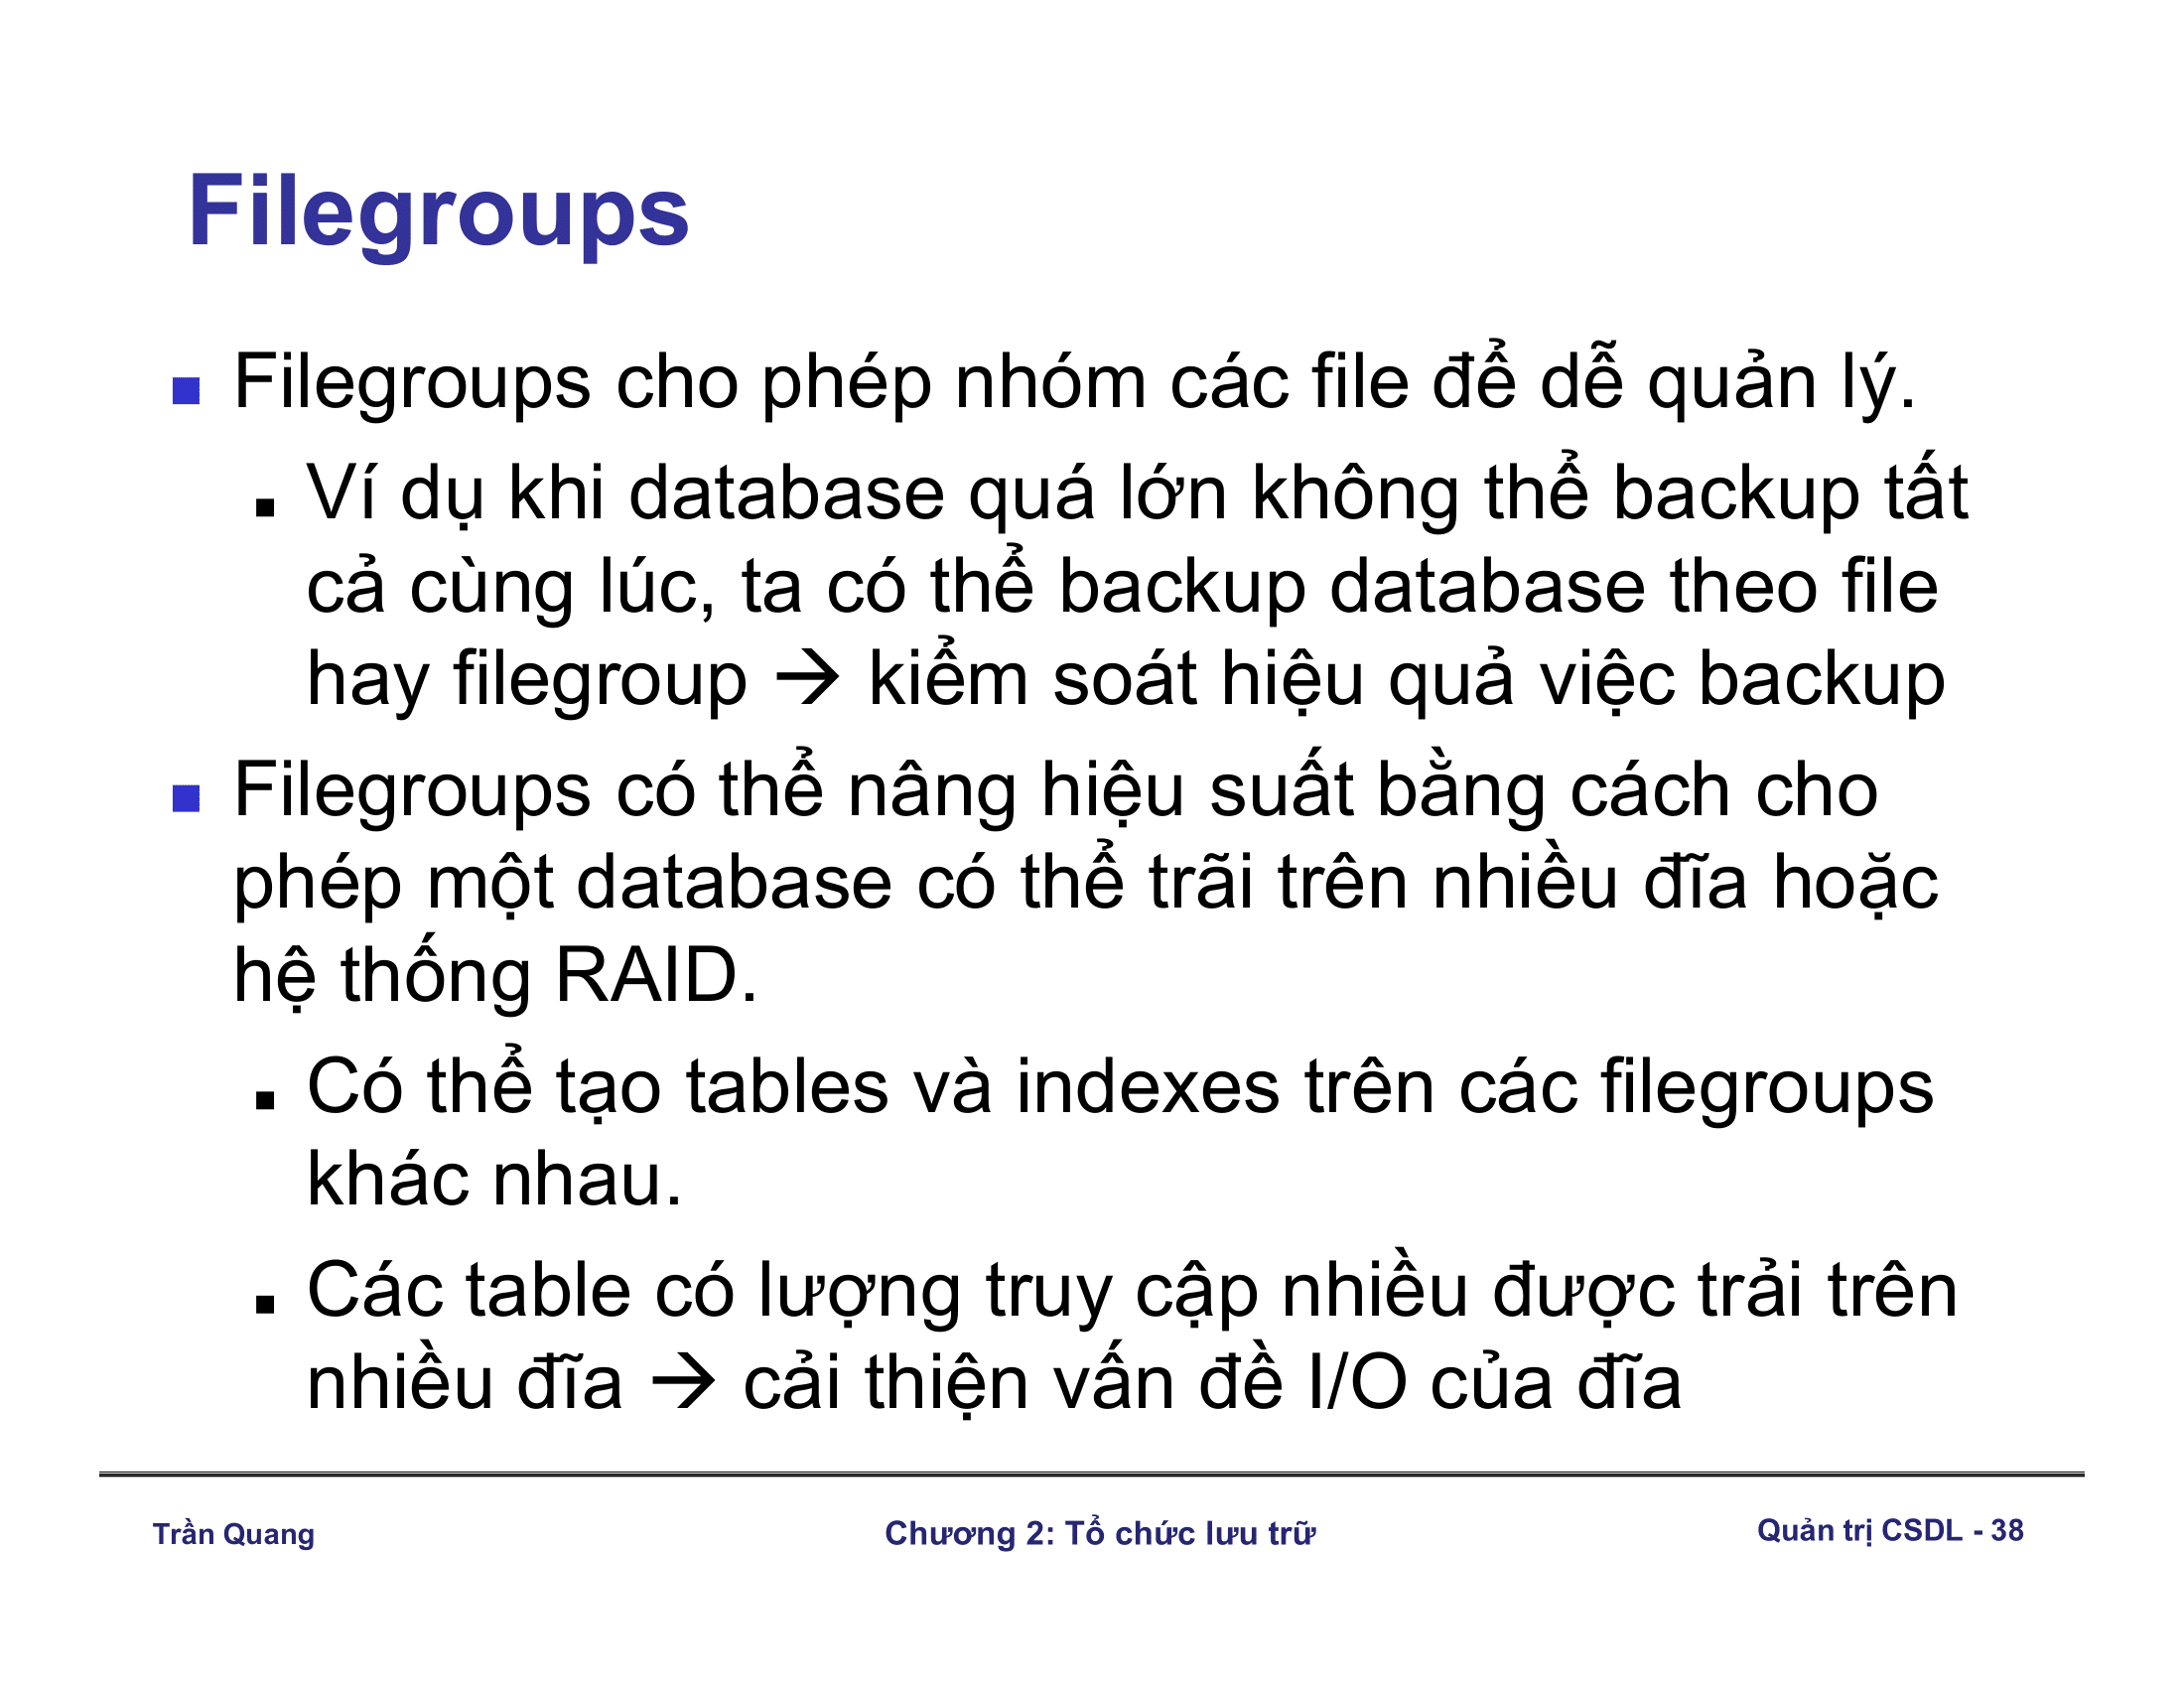 Filegroups
■ Filegroups cho phép nhóm các file để dễ quản lý.
■ Ví dụ khi database quá lớn không thể backup tất
cả cùng lúc, ta có thể backup database theo file
hay filegroup → kiểm soát hiệu quả việc backup
■ Filegroups có thể nâng hiệu suất bằng cách cho
phép một database có thể trãi trên nhiều đĩa hoặc
hệ thống RAID.
■ Có thể tạo tables và indexes trên các filegroups
khác nhau.
■ Các table có lượng truy cập nhiều được trải trên
nhiều đĩa → cải thiện vấn đề I/O của đĩa
Trần Quang
Chương 2: Tổ chức lưu trữ
Quản trị CSDL - 38